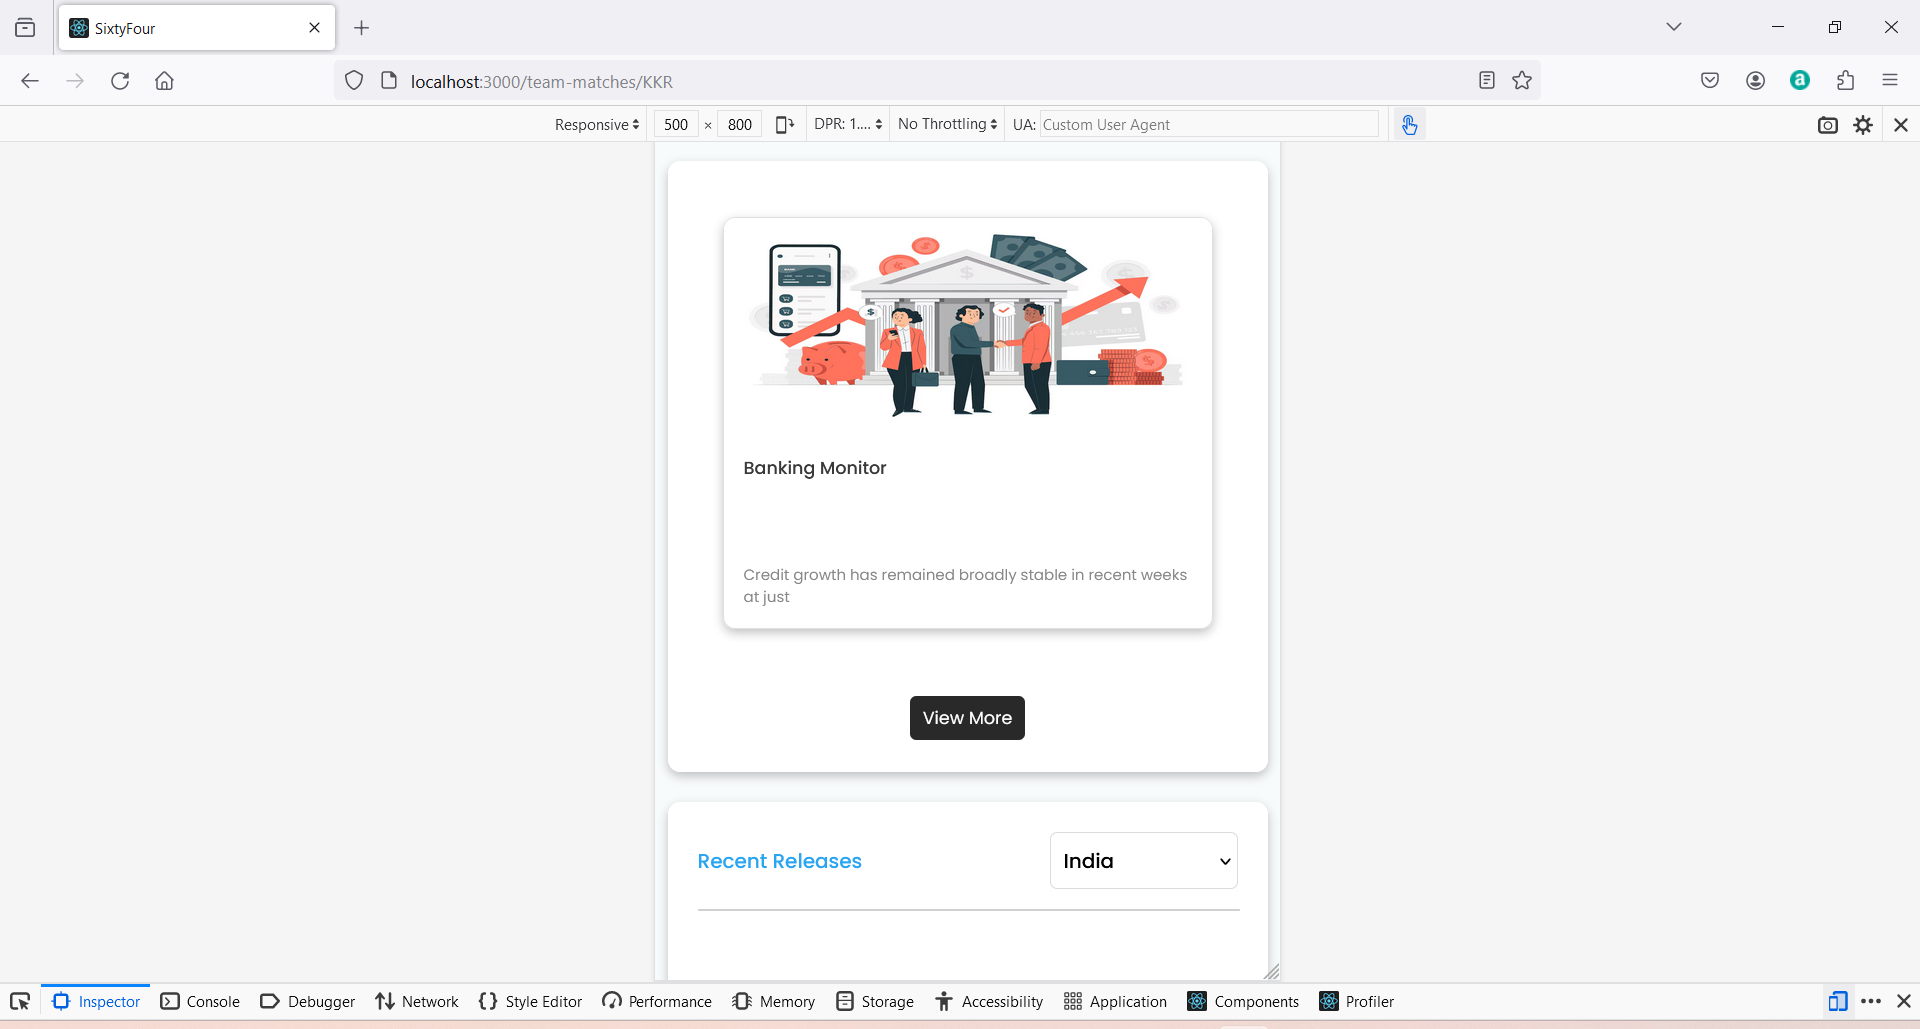 SixtyFour
localhost:3000/team-matches/KKR
Responsive 500 × 800 DPR: 1.... No Throttling UA: Custom User Agent
Banking Monitor
Credit growth has remained broadly stable in recent weeks
at just
View More
Recent Releases India
Inspector Console Debugger Network Style Editor Performance Memory Storage Accessibility Application Components Profiler